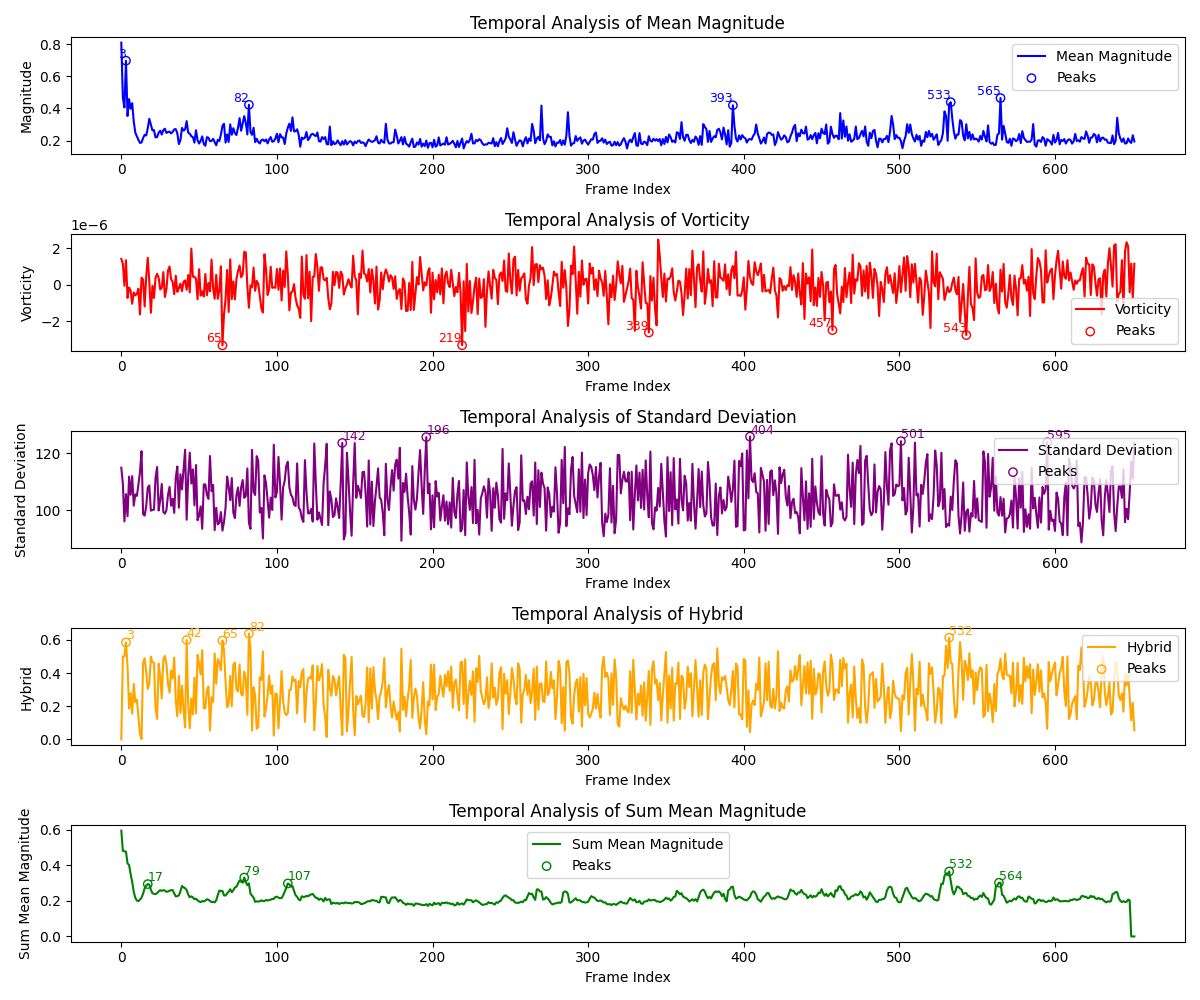 Temporal Analysis of Mean Magnitude
0.8
0.6
0.4
0.2
Magnitude
3
82
393
533
565
Mean Magnitude
Peaks
0 100 200 300 400 500 600
Frame Index
Temporal Analysis of Vorticity
1e−6
2
0
−2
Vorticity
65
219
339
457
543
Vorticity
Peaks
0 100 200 300 400 500 600
Frame Index
Temporal Analysis of Standard Deviation
120
100
Standard Deviation
142
196
404
501
595
Standard Deviation
Peaks
0 100 200 300 400 500 600
Frame Index
Temporal Analysis of Hybrid
0.6
0.4
0.2
0.0
Hybrid
3
42
65
82
532
Hybrid
Peaks
0 100 200 300 400 500 600
Frame Index
Temporal Analysis of Sum Mean Magnitude
0.6
0.4
0.2
0.0
Sum Mean Magnitude
17
79
107
532
564
Sum Mean Magnitude
Peaks
0 100 200 300 400 500 600
Frame Index